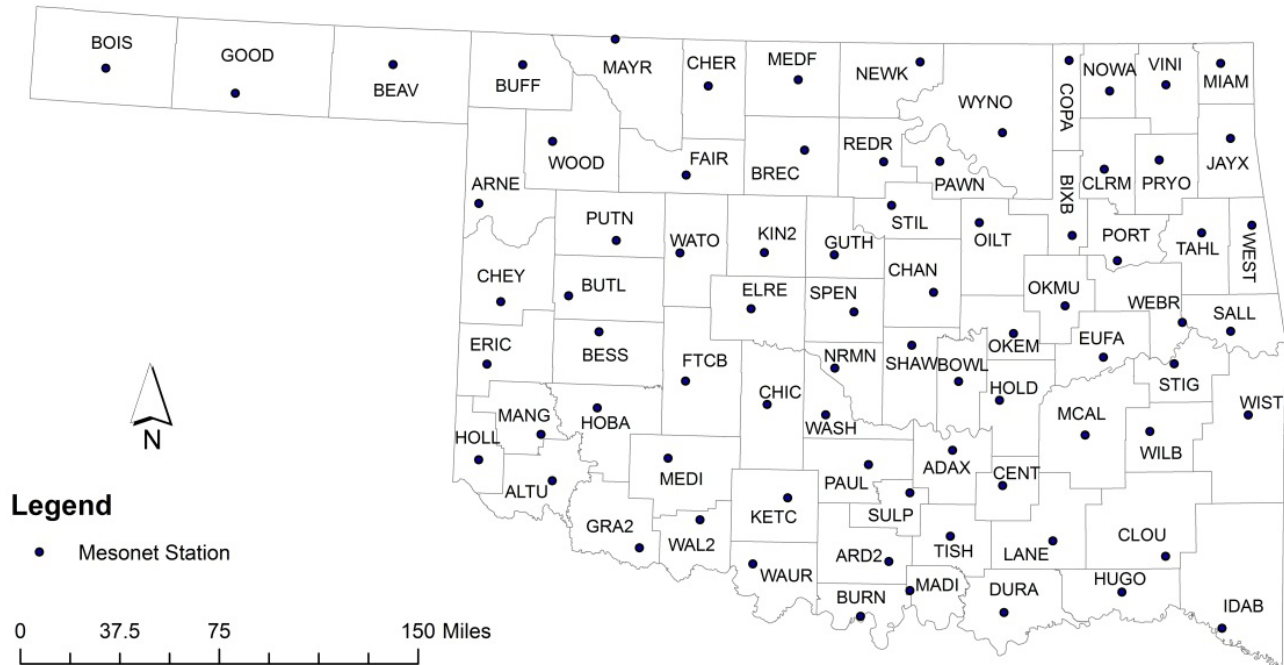 BOIS
GOOD
BEAV
BUFF
MAYR
CHER
MEDF
NEWK
WYNO
COPA
NOWA
VINI
MIAM
WOOD
FAIR
BREC
REDR
PAWN
BIXB
CLRM
PRYO
JAYX
ARNE
PUTN
WATO
KIN2
GUTH
STIL
OILT
PORT
TAHL
WEST
CHEY
BUTL
ELRE
SPEN
CHAN
OKMU
WEBR
SALL
ERIC
BESS
FTCB
NRMN
SHAW
BOWL
OKEM
EUFA
STIG
HOLD
CHIC
WASH
MCAL
WIST
MANG
HOBA
HOLL
WILB
ALTU
MEDI
PAUL
ADAX
CENT
GRA2
WAL2
KETC
SULP
TISH
LANE
CLOU
WAUR
ARD2
BURN
MADI
DURA
HUGO
IDAB
N
Legend
Mesonet Station
0 37.5 75 150 Miles